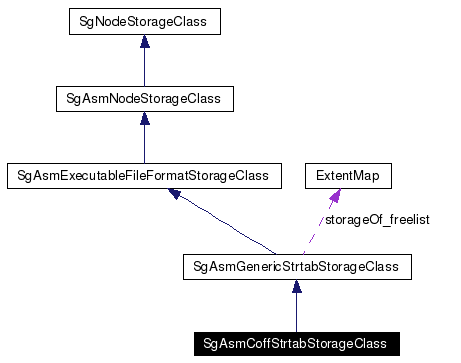 SgNodeStorageClass
SgAsmNodeStorageClass
SgAsmExecutableFileFormatStorageClass
ExtentMap
storageOf_freelist
SgAsmGenericStrtabStorageClass
SgAsmCoffStrtabStorageClass